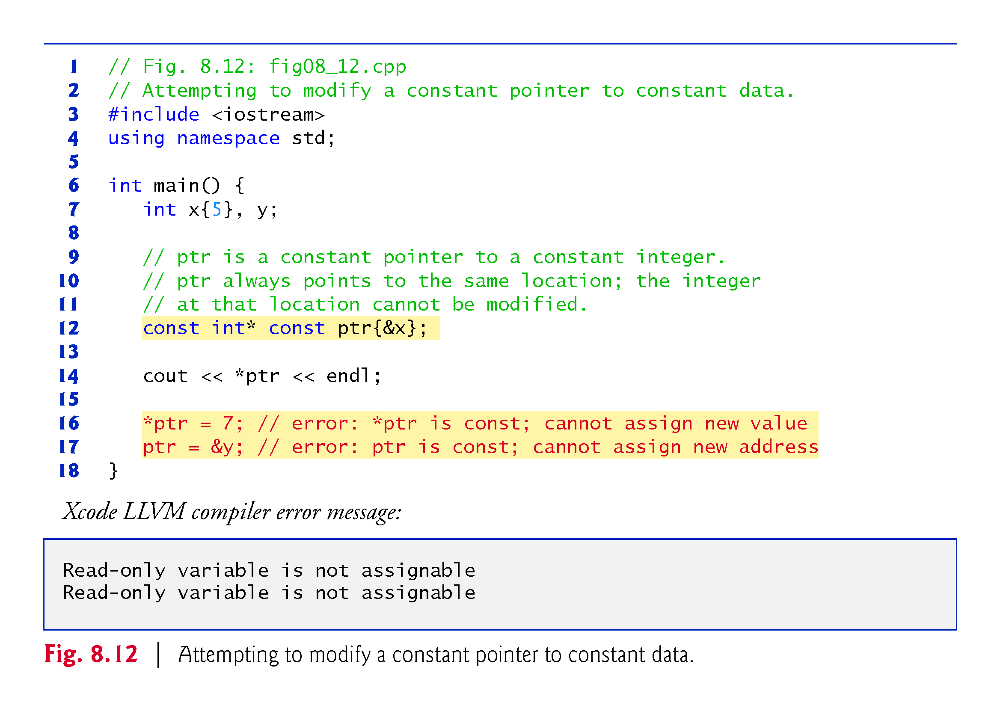 1 // Fig. 8.12: fig08_12.cpp
2 // Attempting to modify a constant pointer to constant data.
3 #include <iostream>
4 using namespace std;
5
6 int main() {
7    int x{5}, y;
8
9    // ptr is a constant pointer to a constant integer.
10    // ptr always points to the same location; the integer
11    // at that location cannot be modified.
12    const int* const ptr{&x};
13
14    cout << *ptr << endl;
15
16    *ptr = 7; // error: *ptr is const; cannot assign new value
17    ptr = &y; // error: ptr is const; cannot assign new address
18 }
Xcode LLVM compiler error message:
Read-only variable is not assignable
Read-only variable is not assignable
Fig. 8.12 | Attempting to modify a constant pointer to constant data.